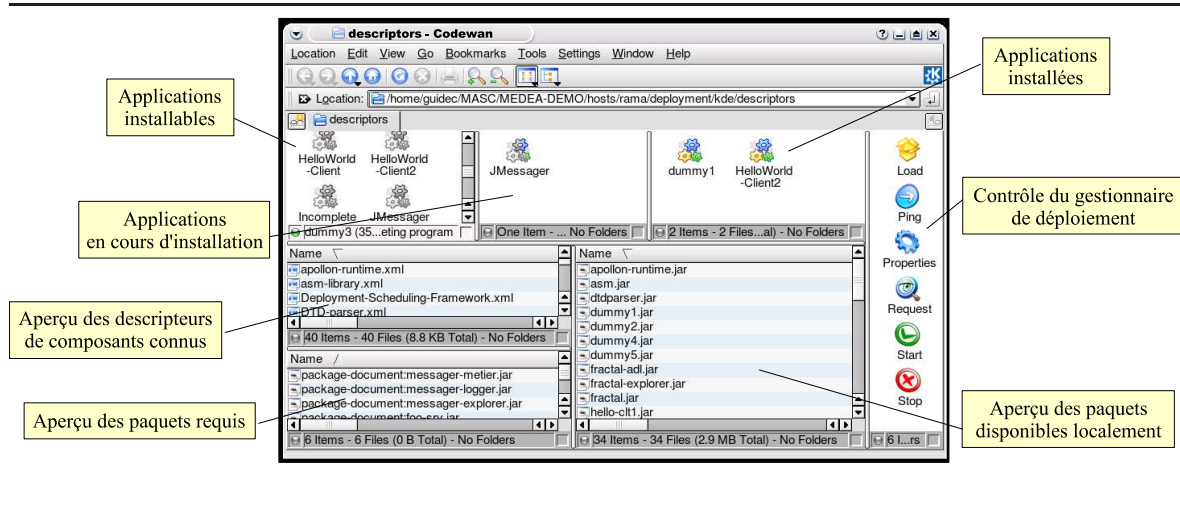 descriptors - Codewan
Location Edit View Go Bookmarks Tools Settings Window Help
Location: /home/guidec/MASC/MEDEA-DEMO/hosts/rama/deployment/kde/descriptors
descriptors
Applications
installables
Applications
installées
HelloWorld
-Client
HelloWorld
-Client2
Incomplete
JMessager
dummy3 (35...eting program
JMessager
One Item - ... No Folders
dummy1
HelloWorld
-Client2
2 Items - 2 Files...al) - No Folders
Load
Ping
Properties
Request
Start
Stop
6 I...rs
Contrôle du gestionnaire
de déploiement
Applications
en cours d'installation
Name
apollon-runtime.xml
asm-library.xml
Deployment-Scheduling-Framework.xml
DTD-parser.xml
40 Items - 40 Files (8.8 KB Total) - No Folders
Aperçu des descripteurs
de composants connus
Name
package-document:messager-metier.jar
package-document:messager-logger.jar
package-document:messager-explorer.jar
package-document:foo-srv.jar
6 Items - 6 Files (0 B Total) - No Folders
Aperçu des paquets requis
Name
apollon-runtime.jar
asm.jar
dtdparser.jar
dummy1.jar
dummy2.jar
dummy4.jar
dummy5.jar
fractal-adl.jar
fractal-explorer.jar
fractal.jar
hello-clt1.jar
34 Items - 34 Files (2.9 MB Total) - No Folders
Aperçu des paquets
disponibles localement